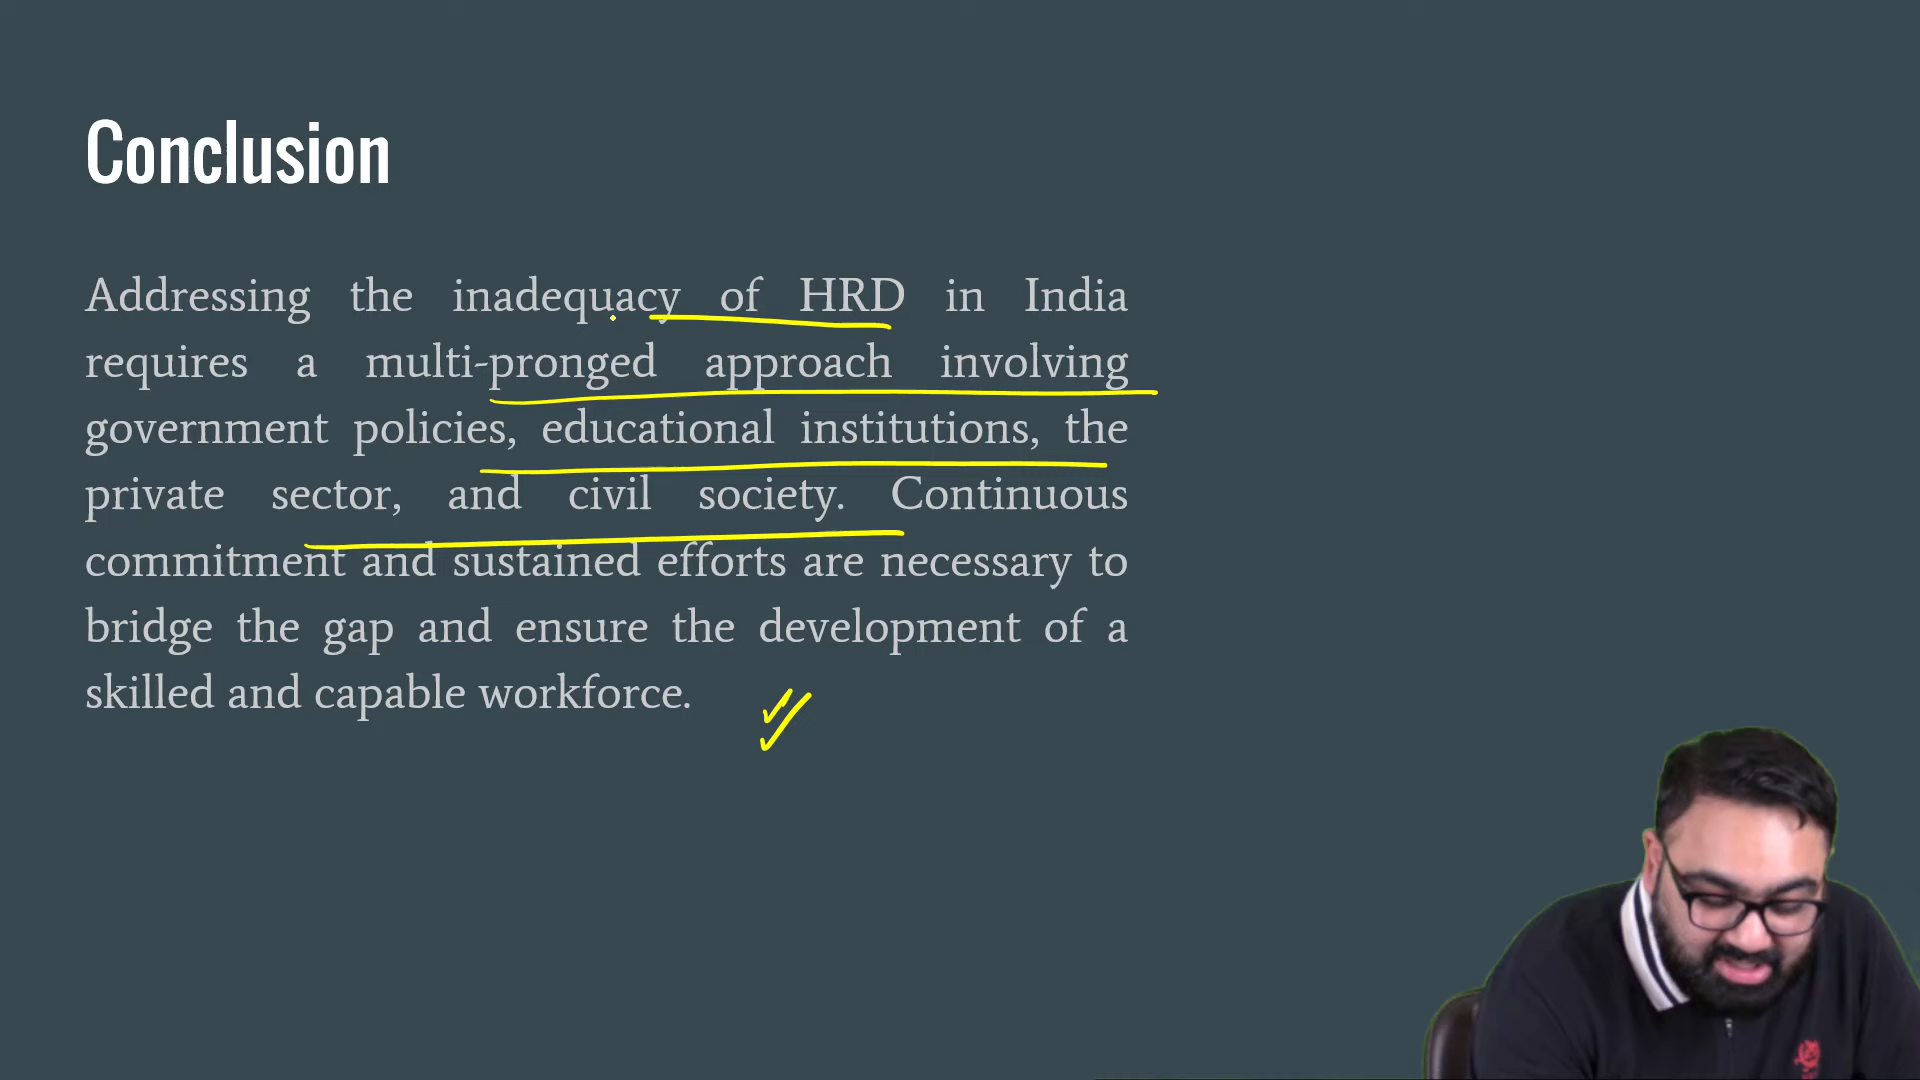 Conclusion
Addressing the inadequacy of HRD in India
requires a multi-pronged approach involving
government policies, educational institutions, the
private sector, and civil society. Continuous
commitment and sustained efforts are necessary to
bridge the gap and ensure the development of a
skilled and capable workforce.